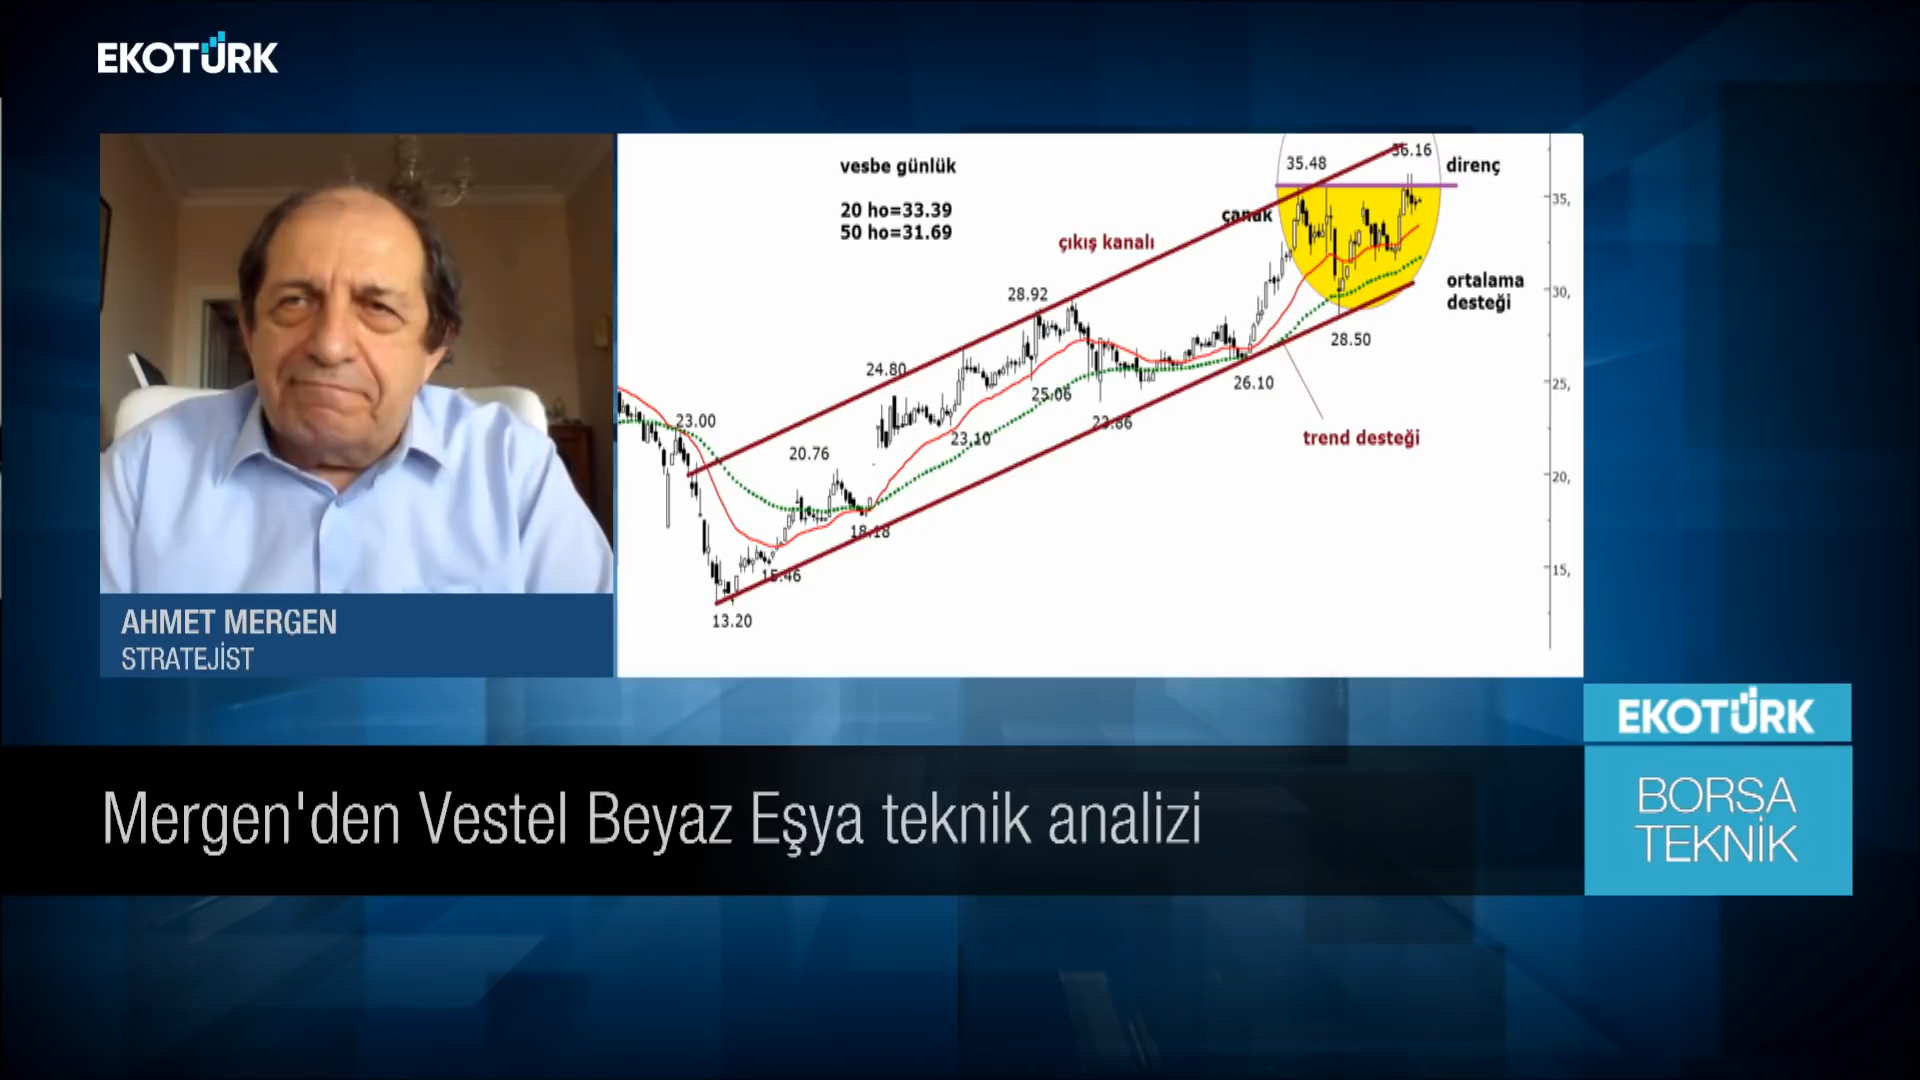 EKOTÜRK
vesbe günlük
20 ho=33.39
50 ho=31.69
35.48
36.16
direnç
35,
çanak
çıkış kanalı
ortalama
desteği
30,
28.92
28.50
24.80
25.06
26.10
25,
23.00
23.10
23.86
trend desteği
20.76
20,
18.18
15.46
15,
13.20
AHMET MERGEN
STRATEJİST
EKOTÜRK
Mergen'den Vestel Beyaz Eşya teknik analizi
BORSA
TEKNİK